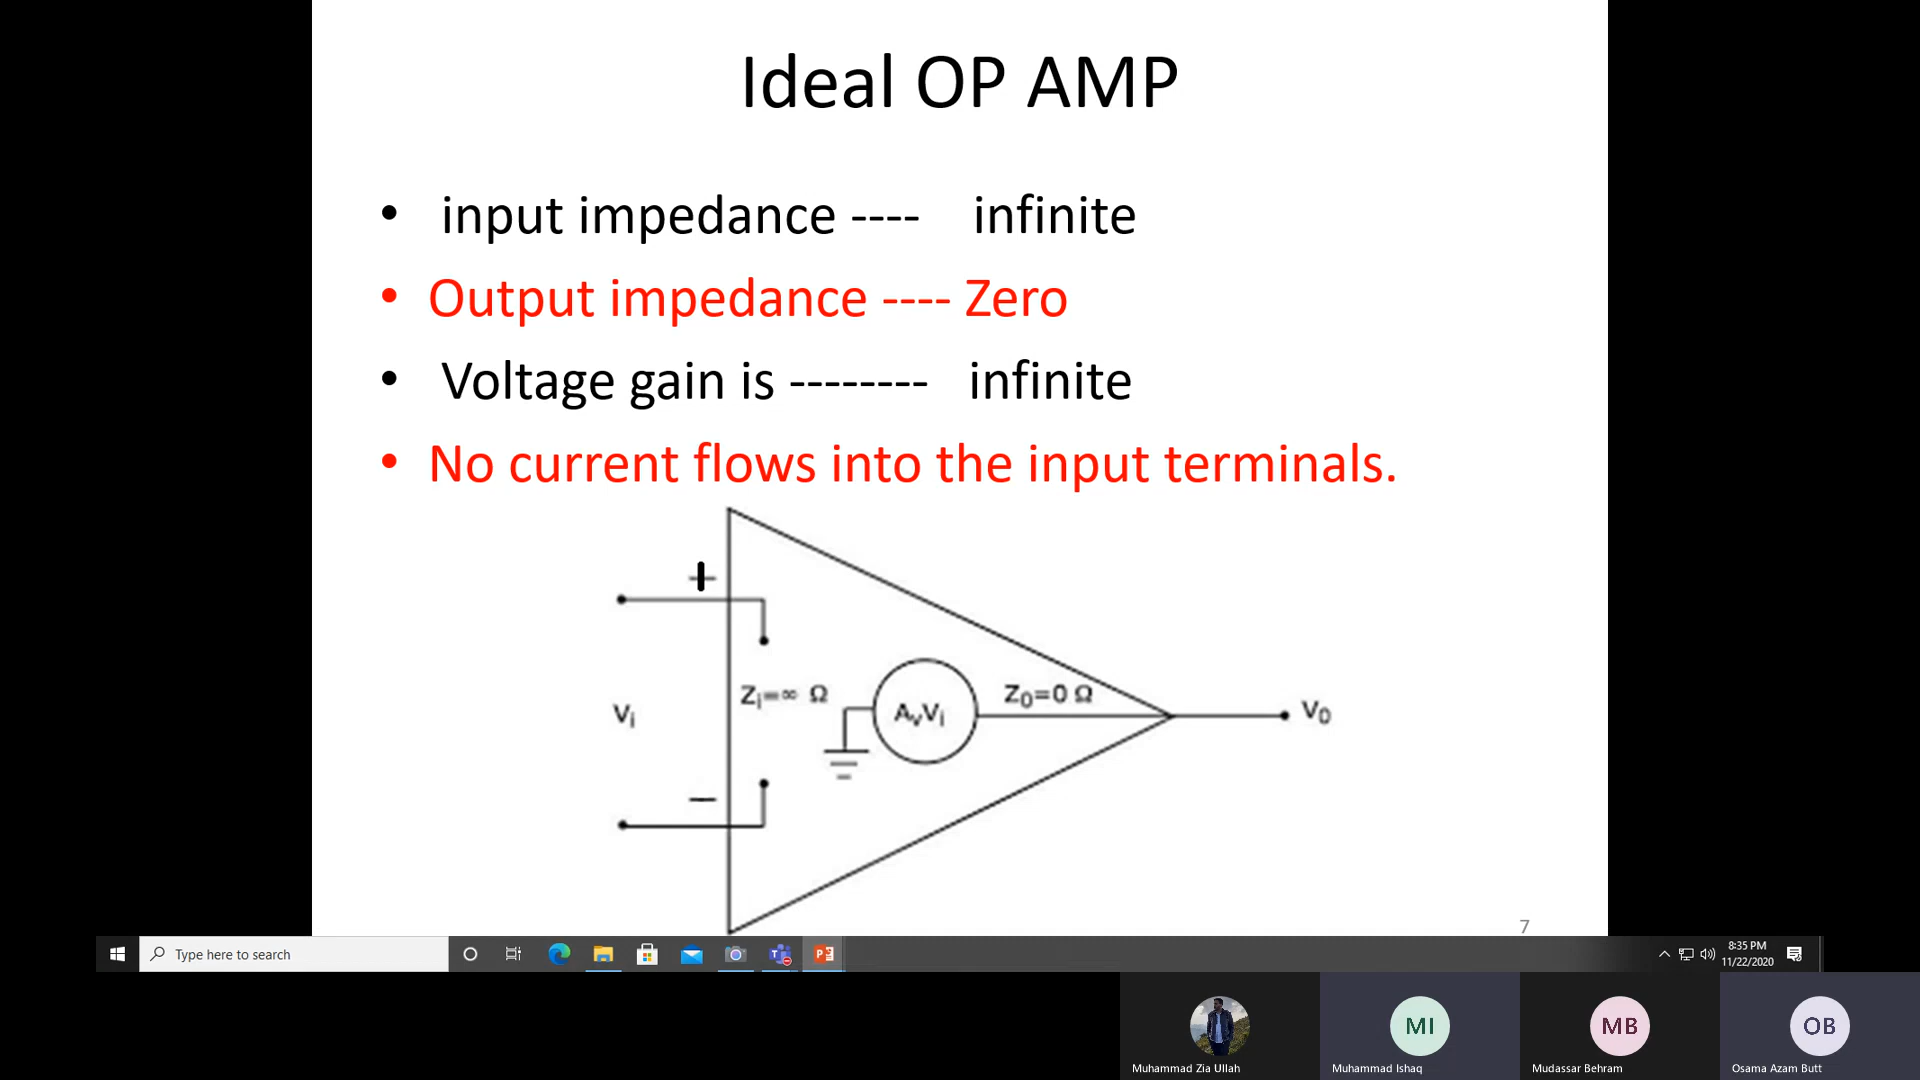 Ideal OP AMP
• input impedance ---- infinite
• Output impedance ---- Zero
• Voltage gain is -------- infinite
• No current flows into the input terminals.
+
Zi=∞ Ω
Z0=0 Ω
Vi
AvVi
V0
−
7
Type here to search
8:35 PM
11/22/2020
MI
MB
OB
Muhammad Zia Ullah
Muhammad Ishaq
Mudassar Behram
Osama Azam Butt